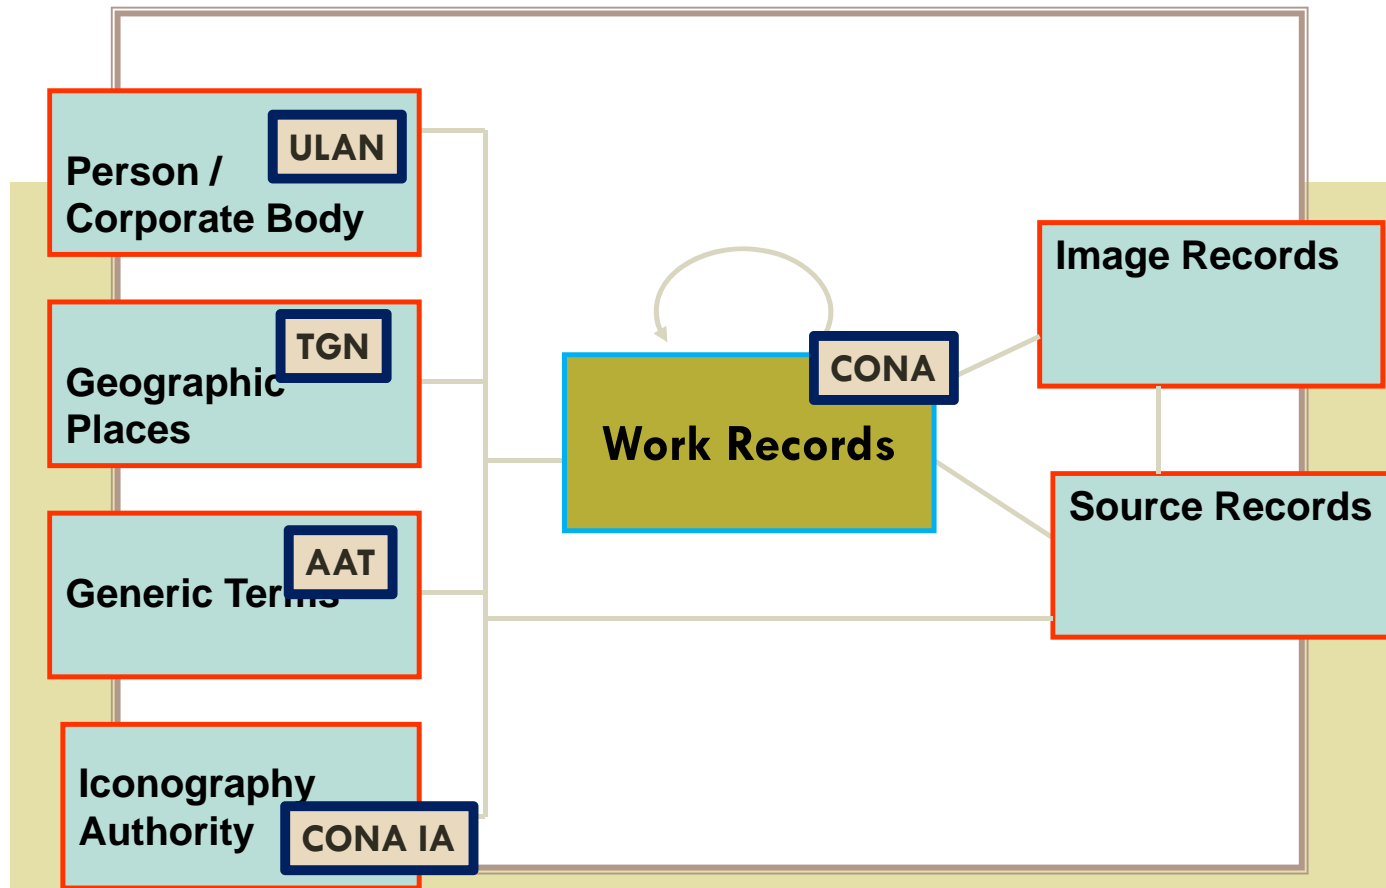 ULAN
Person /
Corporate Body
TGN
Geographic
Places
AAT
Generic Terms
Iconography
Authority
CONA IA
CONA
Work Records
Image Records
Source Records